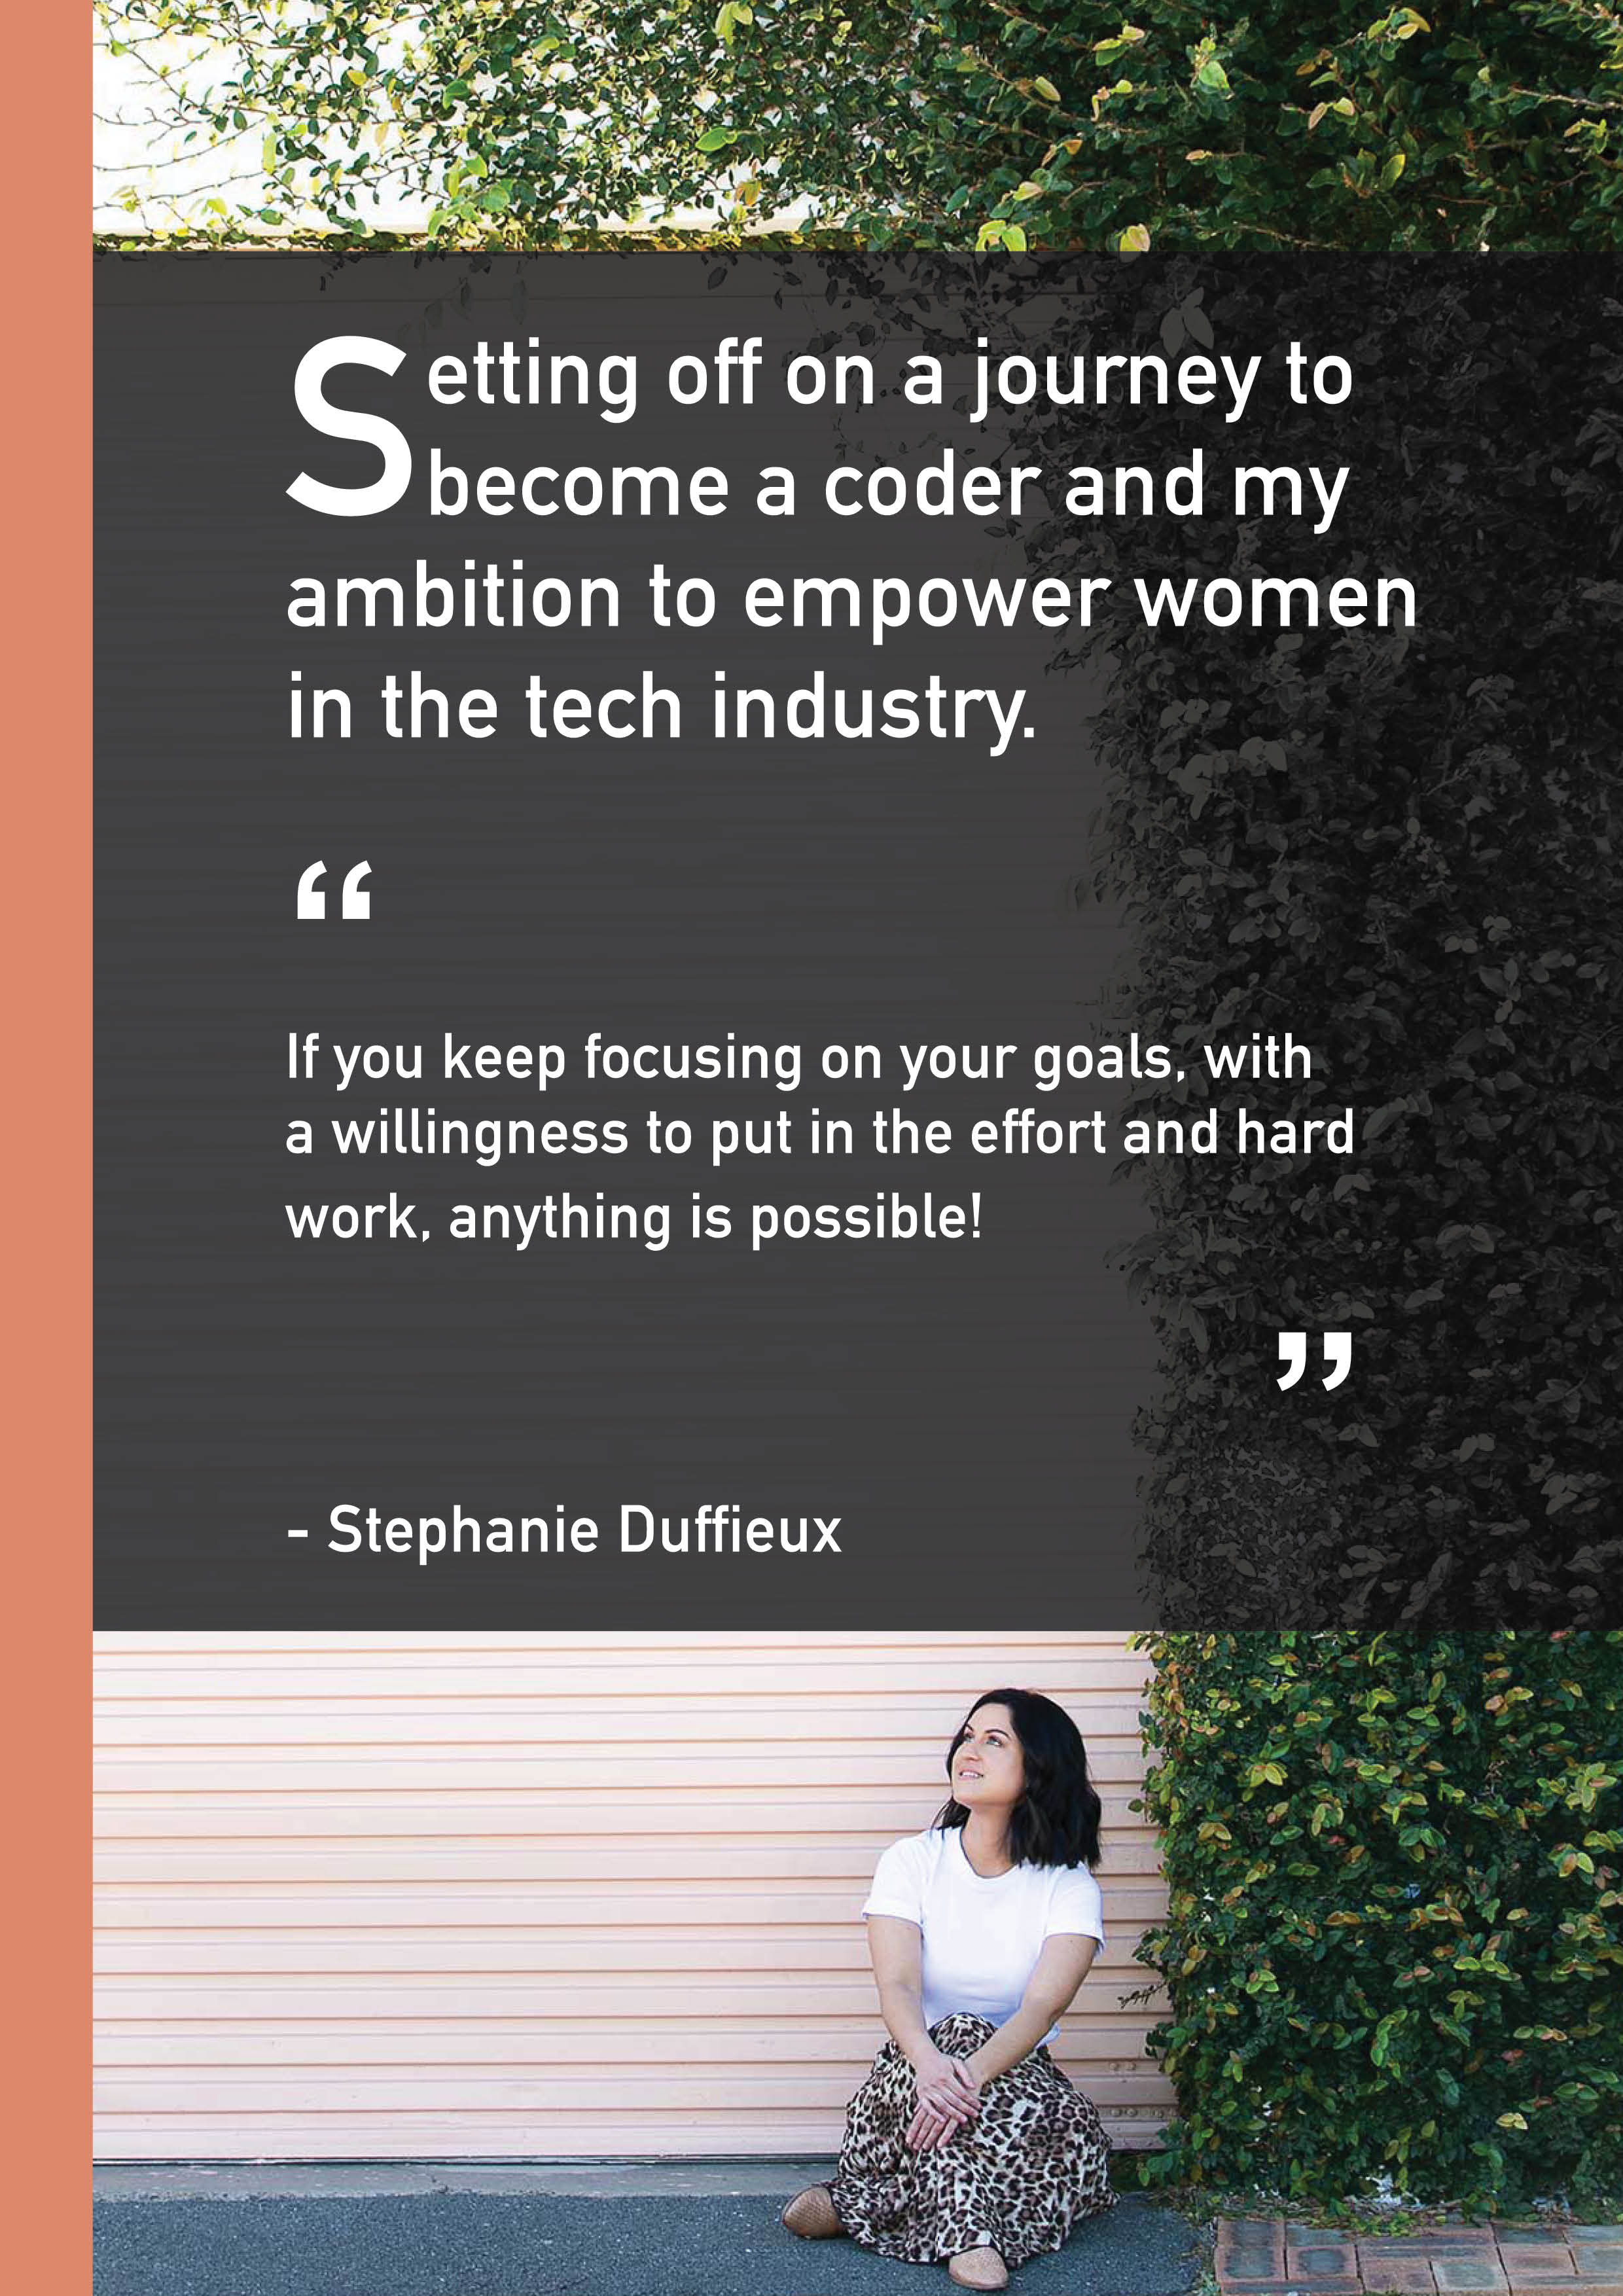 Setting off on a journey to
become a coder and my
ambition to empower women
in the tech industry.
“
If you keep focusing on your goals, with
a willingness to put in the effort and hard
work, anything is possible!
”
- Stephanie Duffieux